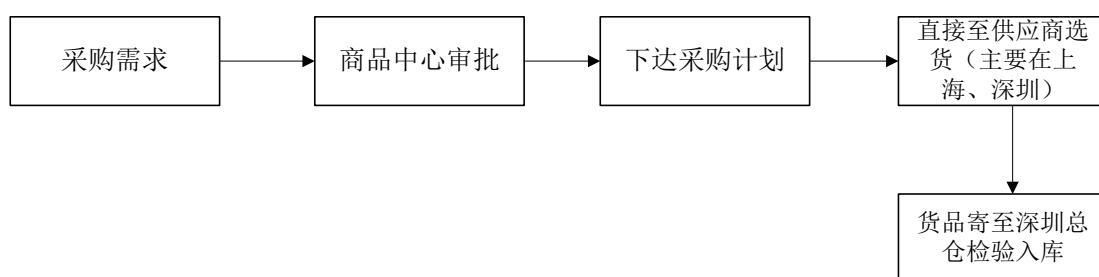 采购需求
商品中心审批
下达采购计划
直接至供应商选
货（主要在上
海、深圳）
货品寄至深圳总
仓检验入库